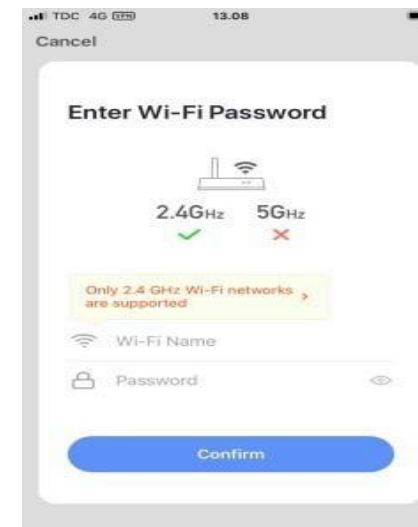 TDC 4G VPN 13.08
Cancel
Enter Wi-Fi Password
2.4GHz 5GHz
Only 2.4 GHz Wi-Fi networks
are supported
Wi-Fi Name
Password
Confirm